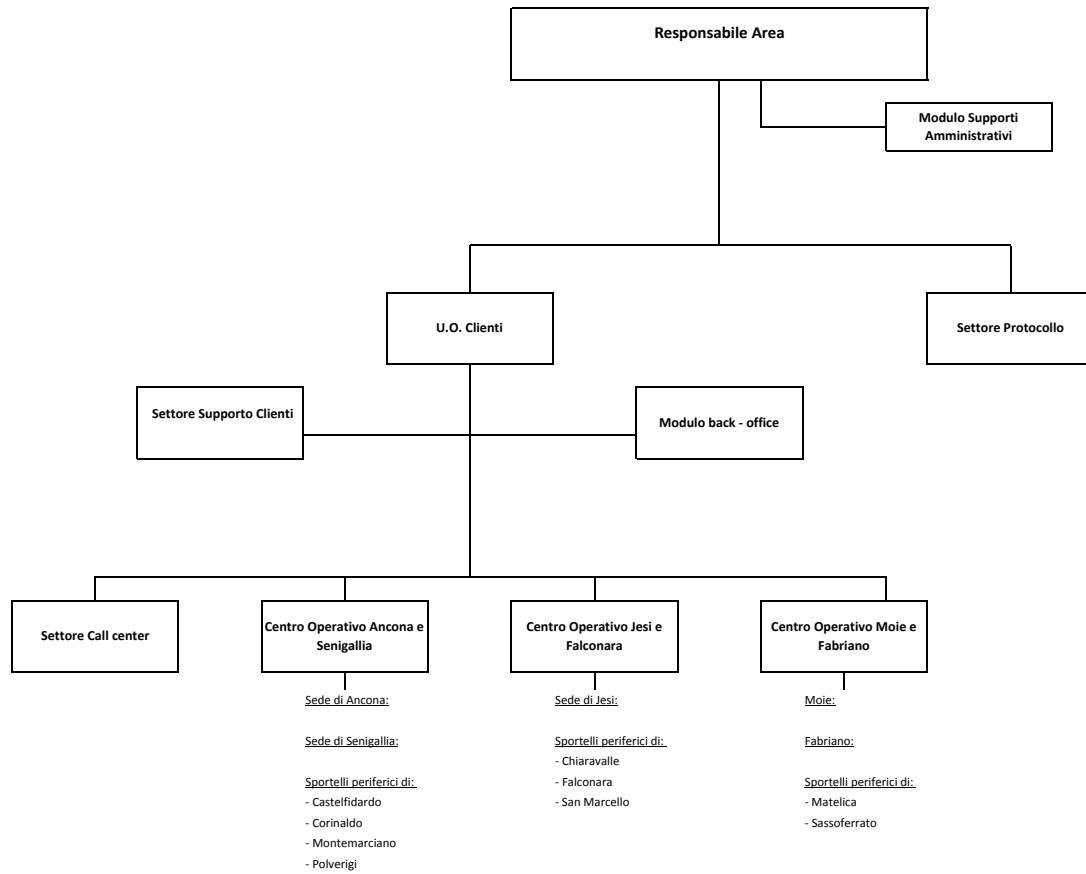 Responsabile Area
Modulo Supporti
Amministrativi
U.O. Clienti
Settore Protocollo
Settore Supporto Clienti
Modulo back - office
Settore Call center
Centro Operativo Ancona e
Senigallia
Centro Operativo Jesi e
Falconara
Centro Operativo Moie e
Fabriano
Sede di Ancona:
Sede di Senigallia:
Sportelli periferici di:
- Castelfidardo
- Corinaldo
- Montemarciano
- Polverigi
Sede di Jesi:
Sportelli periferici di:
- Chiaravalle
- Falconara
- San Marcello
Moie:
Fabriano:
Sportelli periferici di:
- Matelica
- Sassoferrato